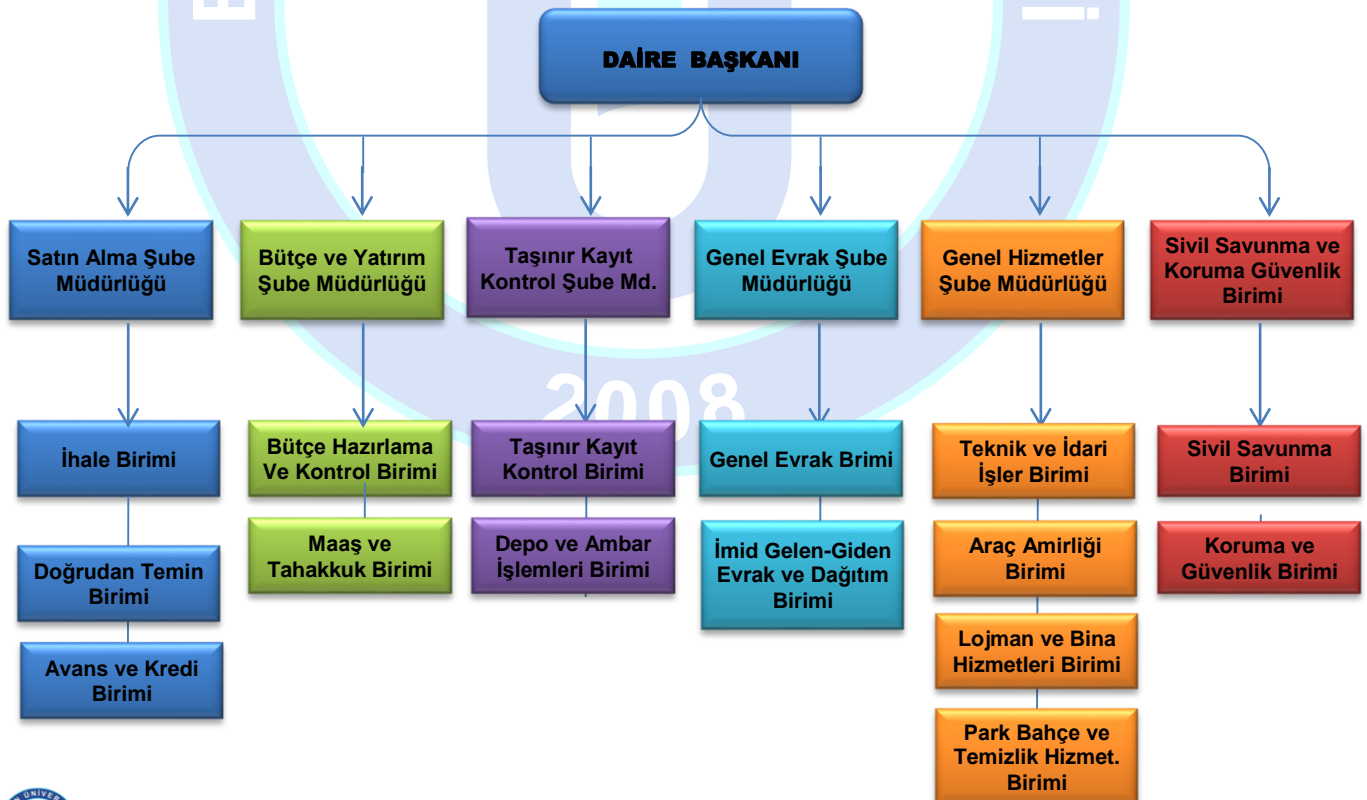 DAİRE BAŞKANI
Satın Alma Şube
Müdürlüğü
Bütçe ve Yatırım
Şube Müdürlüğü
Taşınır Kayıt
Kontrol Şube Md.
Genel Evrak Şube
Müdürlüğü
Genel Hizmetler
Şube Müdürlüğü
Sivil Savunma ve
Koruma Güvenlik
Birimi
2008
İhale Birimi
Bütçe Hazırlama
Ve Kontrol Birimi
Taşınır Kayıt
Kontrol Birimi
Genel Evrak Brimi
Teknik ve İdari
İşler Birimi
Sivil Savunma
Birimi
Doğrudan Temin
Birimi
Maaş ve
Tahakkuk Birimi
Depo ve Ambar
İşlemleri Birimi
İmid Gelen-Giden
Evrak ve Dağıtım
Birimi
Araç Amirliği
Birimi
Koruma ve
Güvenlik Birimi
Avans ve Kredi
Birimi
Lojman ve Bina
Hizmetleri Birimi
Park Bahçe ve
Temizlik Hizmet.
Birimi